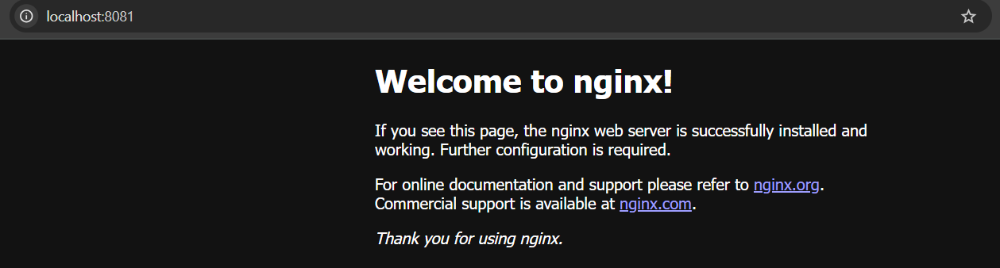 localhost:8081
Welcome to nginx!
If you see this page, the nginx web server is successfully installed and
working. Further configuration is required.
For online documentation and support please refer to nginx.org.
Commercial support is available at nginx.com.
Thank you for using nginx.